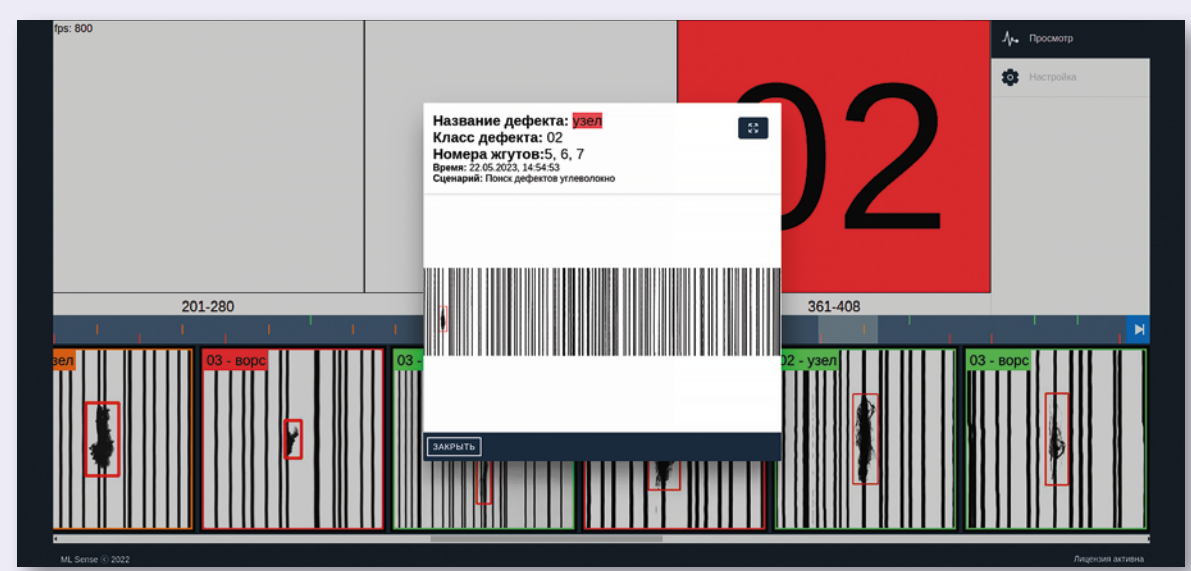 fps: 800
02
Просмотр
Настройка
Название дефекта: узел
Класс дефекта: 02
Номера жгутов:5, 6, 7
Время: 22.05.2023, 14:54:53
Сценарий: Поиск дефектов углеволокно
201-280
361-408
03 - ворс
03 -
02 - узел
03 - ворс
ЗАКРЫТЬ
ML Sense ⓒ 2022
Лицензия активна